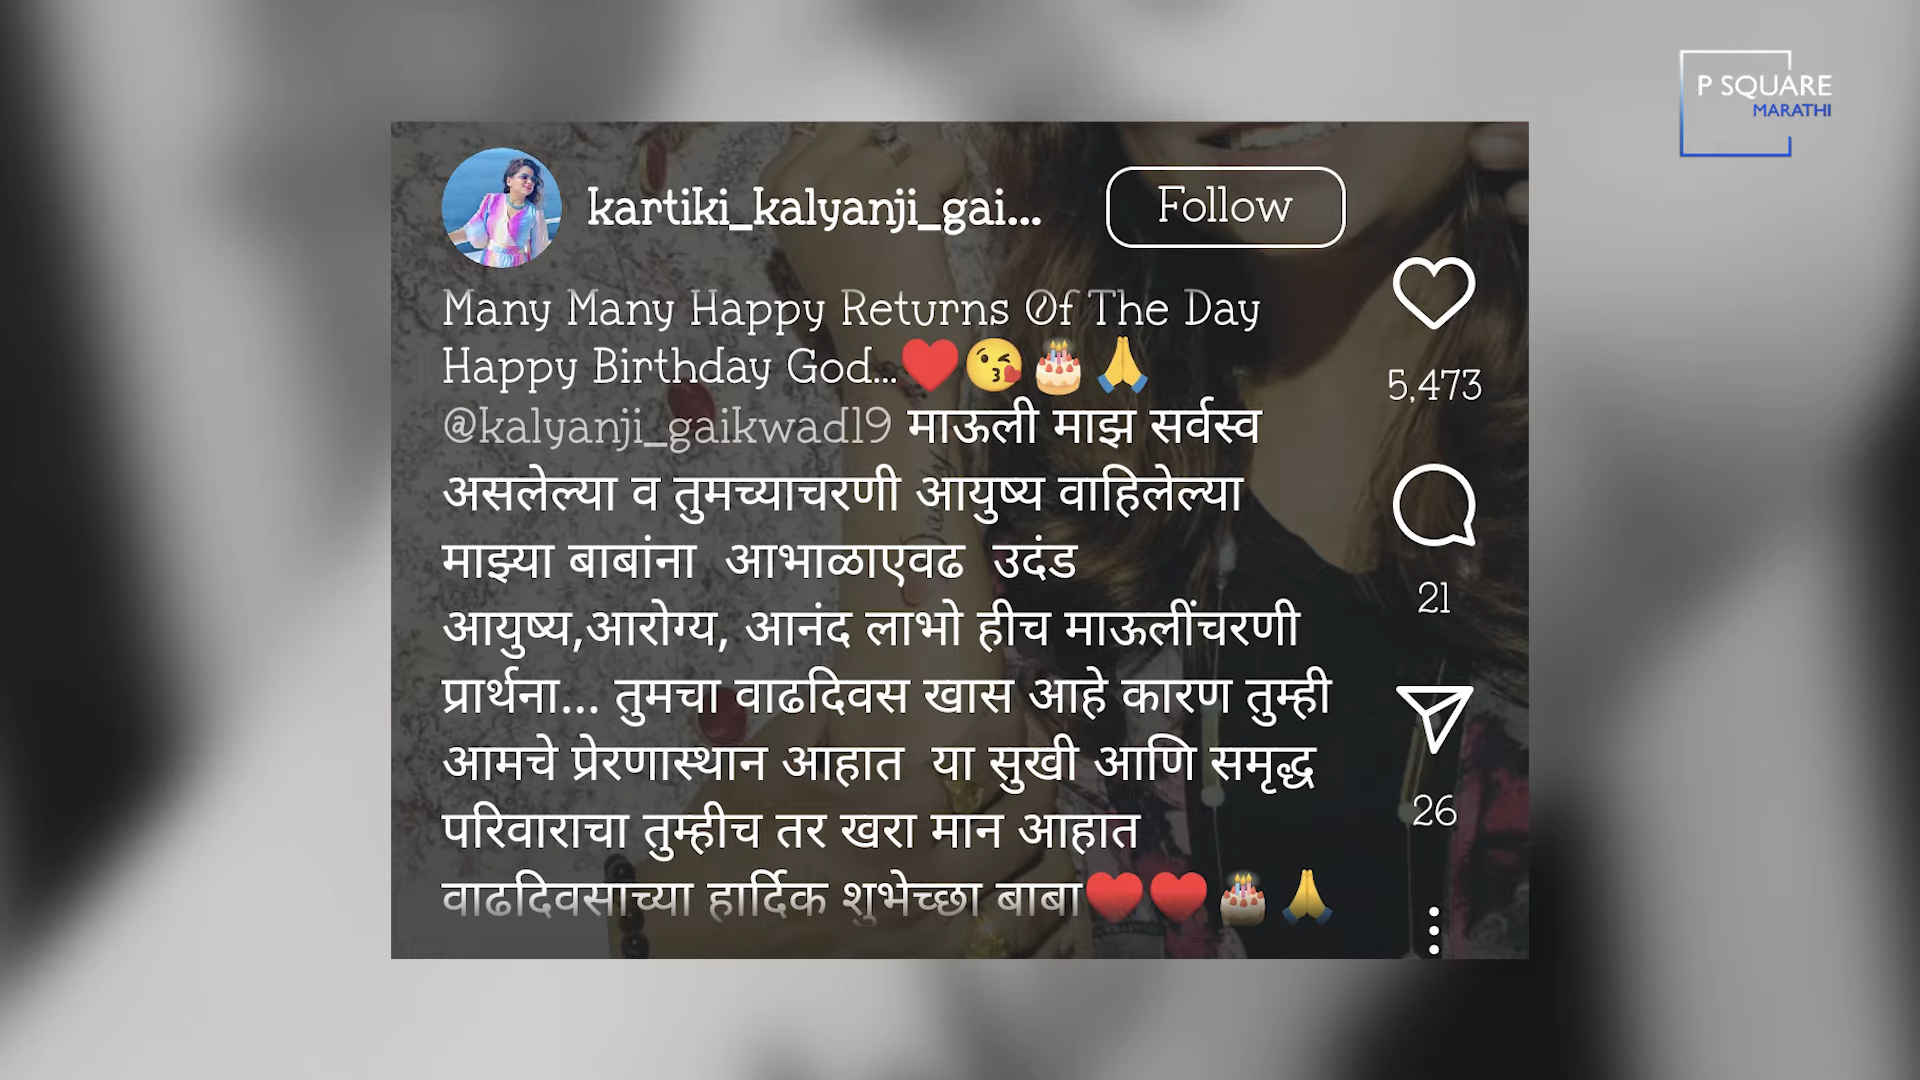 P SQUARE
MARATHI
kartiki_kalyanji_gai...
Follow
Many Many Happy Returns Of The Day
Happy Birthday God...❤️😘🎂🙏
@kalyanji_gaikwad19 माऊली माझ सर्वस्व
असलेल्या व तुमच्याचरणी आयुष्य वाहिलेल्या
माझ्या बाबांना आभाळाएवढ उदंड
आयुष्य,आरोग्य, आनंद लाभो हीच माऊलींचरणी
प्रार्थना... तुमचा वाढदिवस खास आहे कारण तुम्ही
आमचे प्रेरणास्थान आहात या सुखी आणि समृद्ध
परिवाराचा तुम्हीच तर खरा मान आहात
वाढदिवसाच्या हार्दिक शुभेच्छा बाबा❤️❤️🎂🙏
5,473
21
26